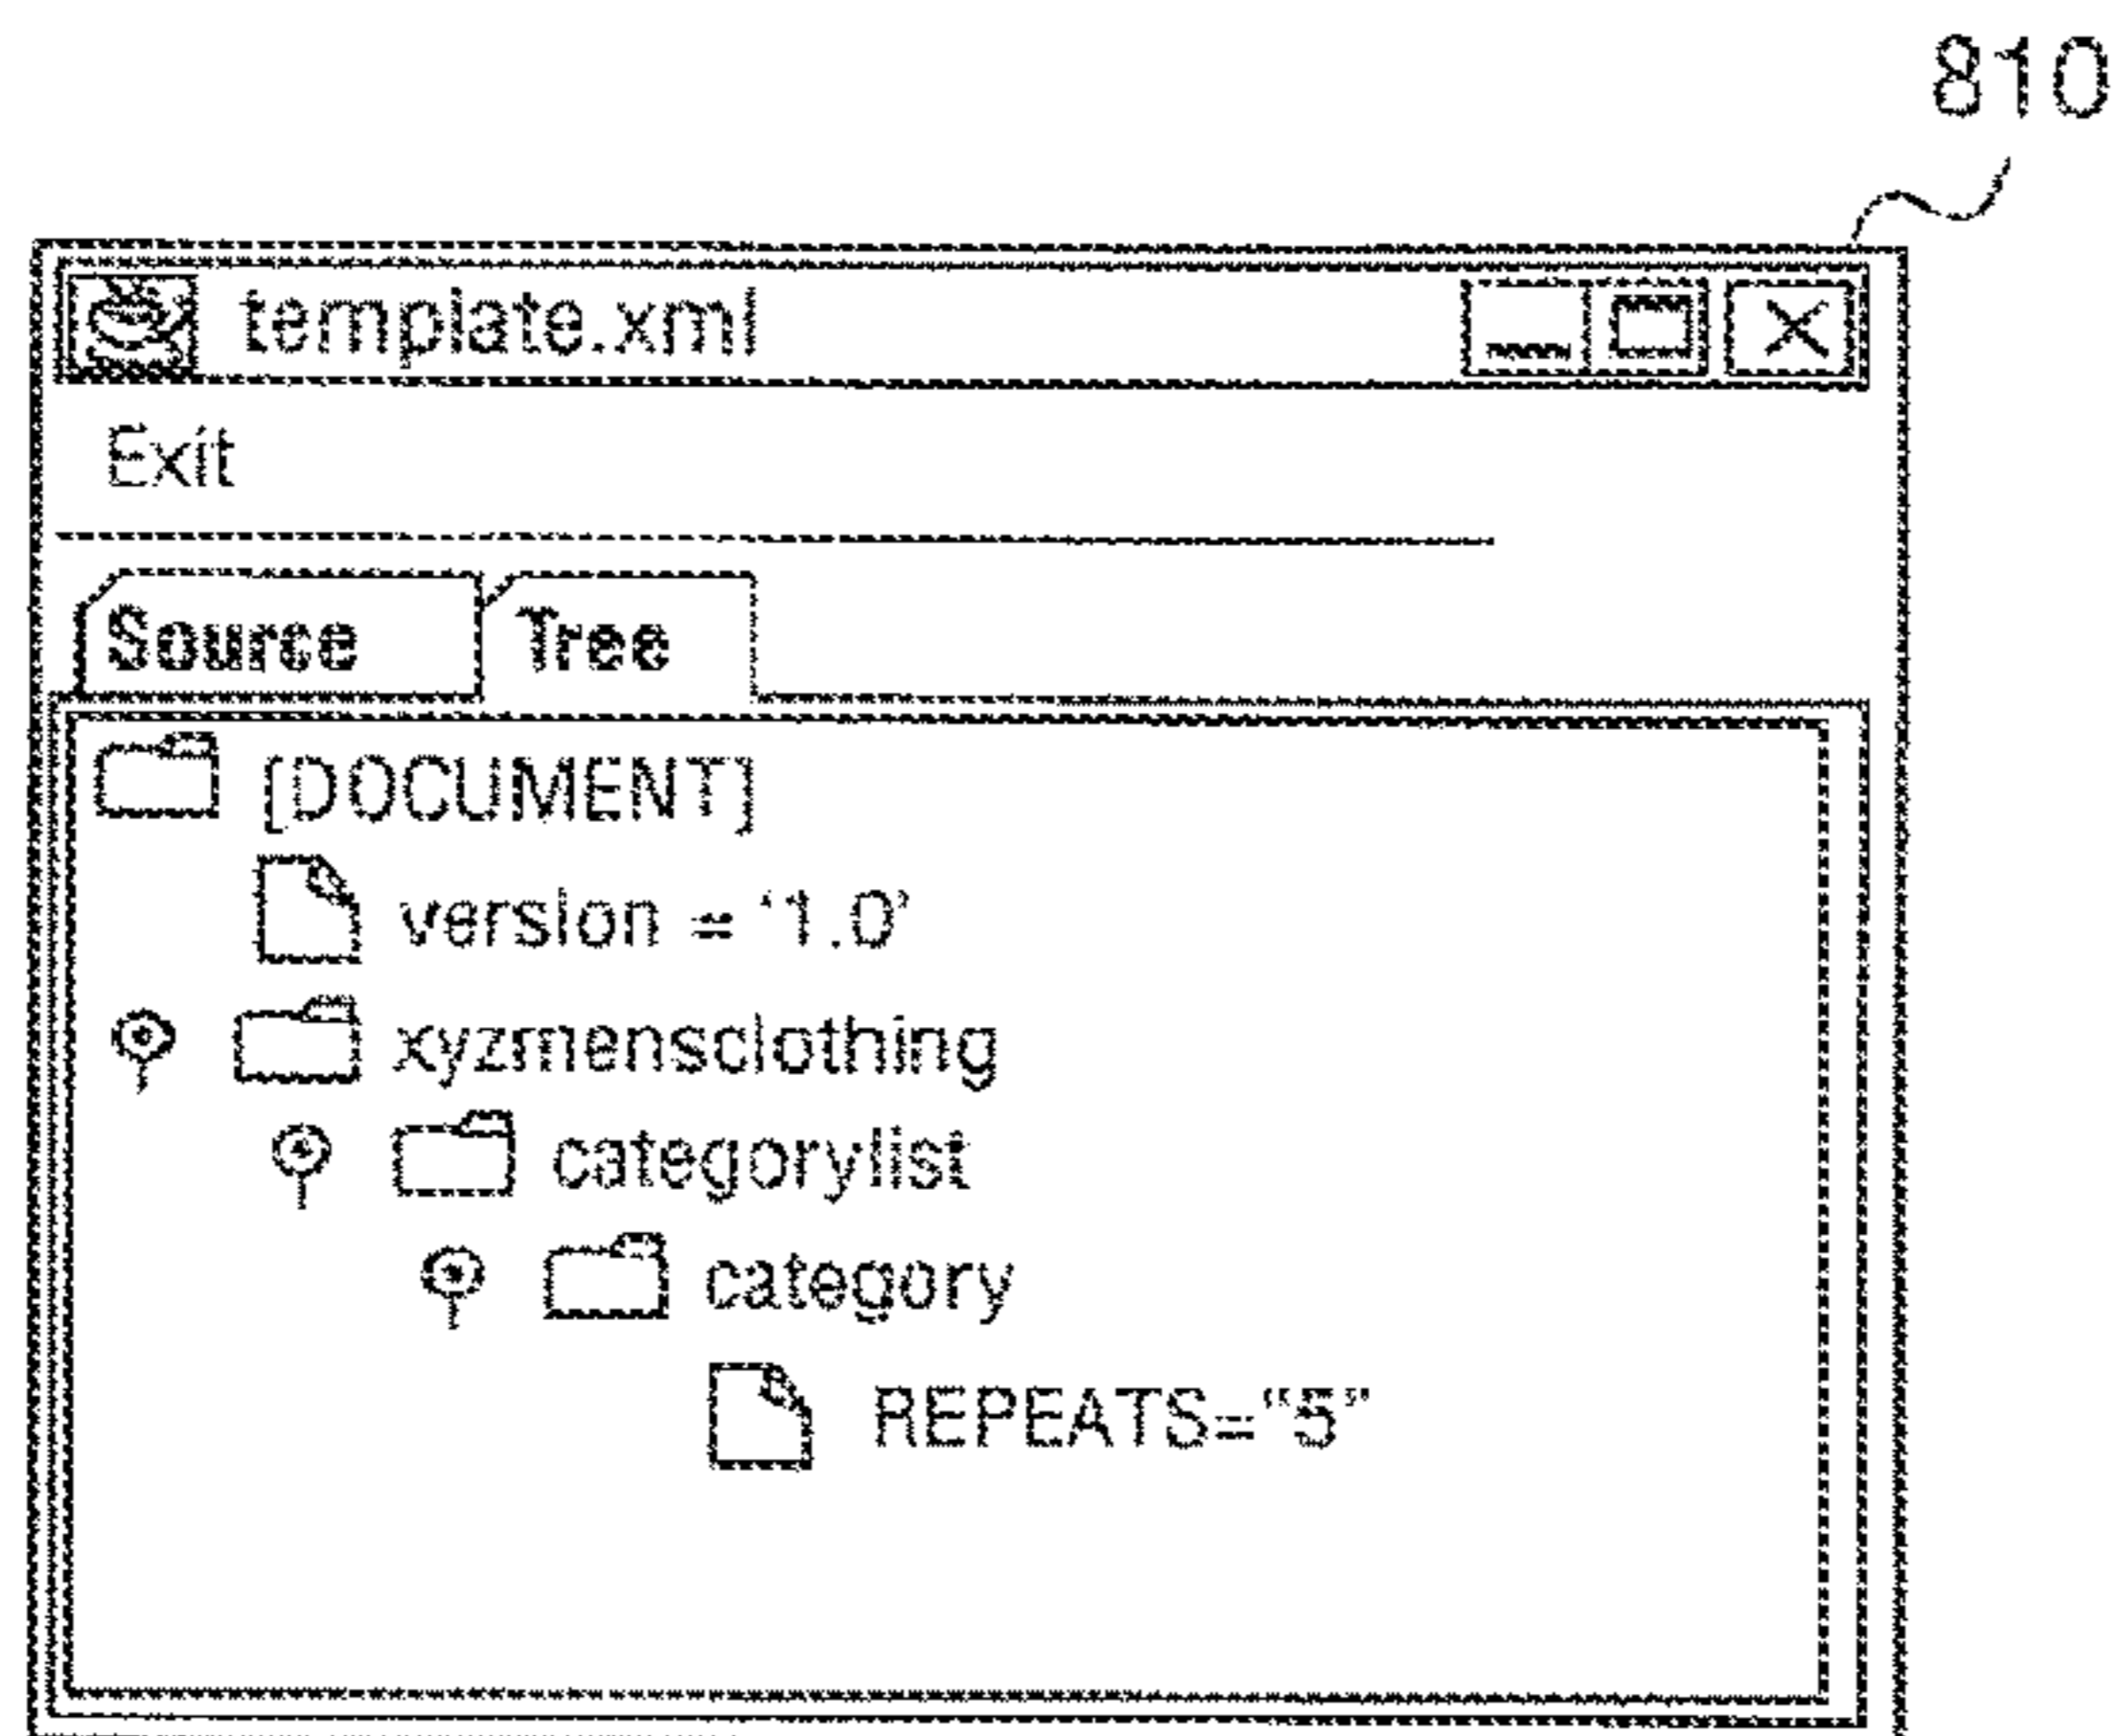 810
template.xml
Exit
Source Tree
[DOCUMENT]
version = '1.0'
xyzmensclothing
categorylist
category
REPEATS="5"